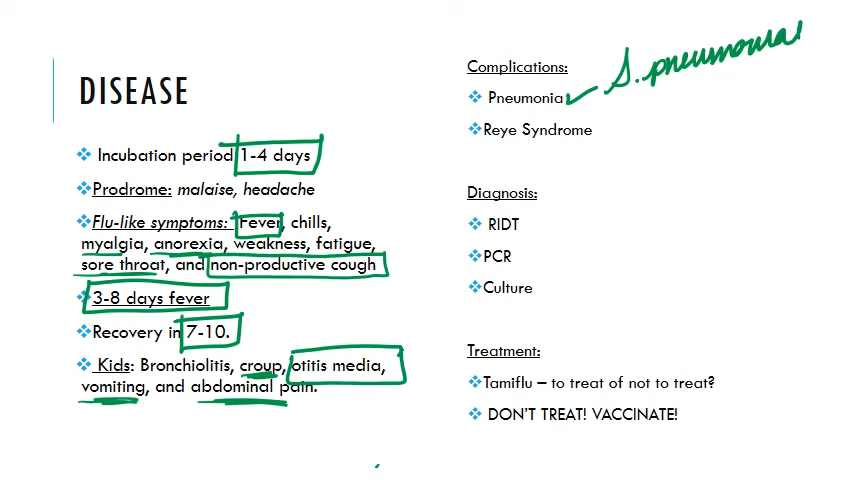 DISEASE
❖ Incubation period 1-4 days
❖ Prodrome: malaise, headache
❖ Flu-like symptoms: Fever, chills,
myalgia, anorexia, weakness, fatigue,
sore throat, and non-productive cough
❖ 3-8 days fever
❖ Recovery in 7-10.
❖ Kids: Bronchiolitis, croup, otitis media,
vomiting, and abdominal pain.
Complications:
❖ Pneumonia ✓ S. pneumonia
❖ Reye Syndrome
Diagnosis:
❖ RIDT
❖ PCR
❖ Culture
Treatment:
❖ Tamiflu – to treat of not to treat?
❖ DON'T TREAT! VACCINATE!